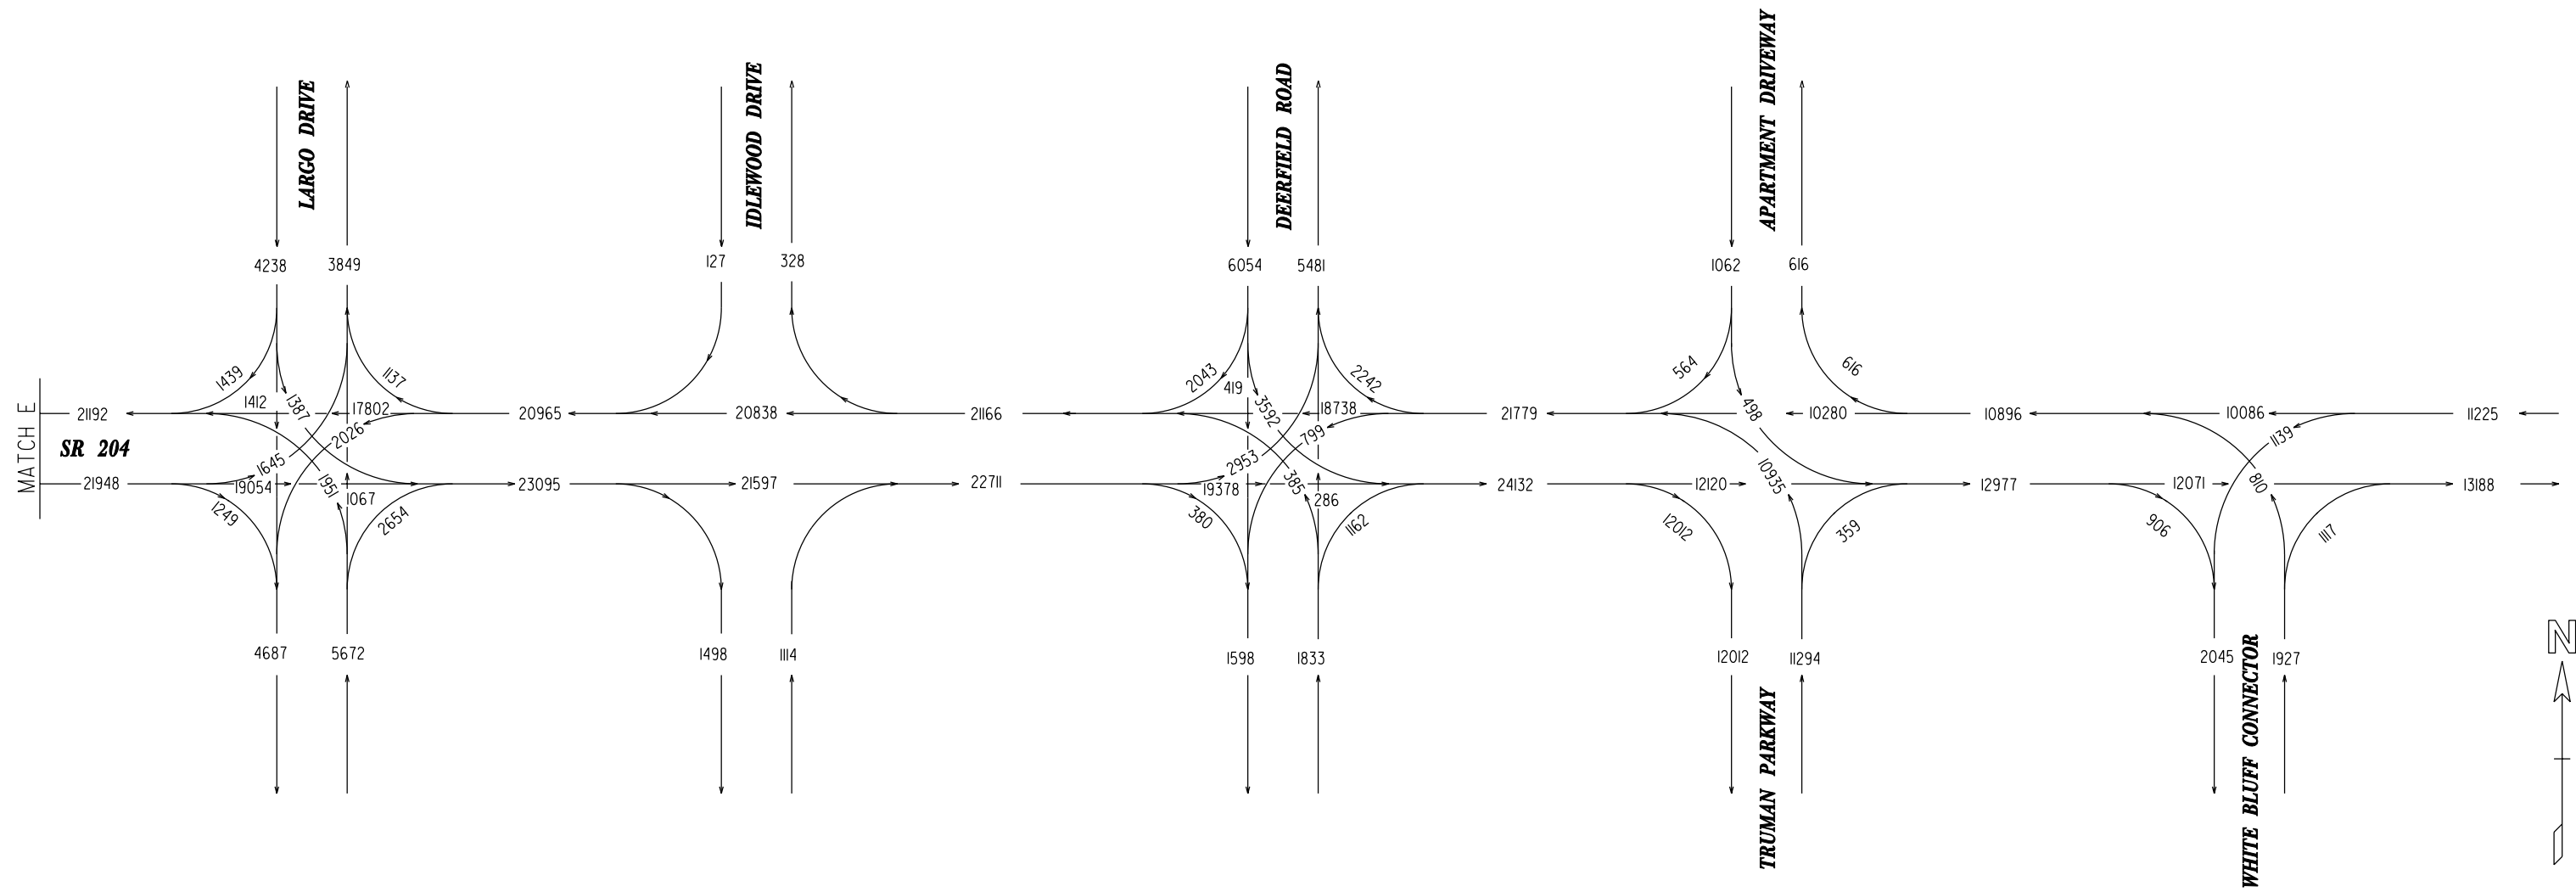 LARGO DRIVE
IDLEWOOD DRIVE
DEERFIELD ROAD
APARTMENT DRIVEWAY
4238 3849 127 328 6054 5481 1062 616
1439 1137 2043 2242 564 616
419
1412 1387 17802 3592 18738 498 10280
MATCH E
21192 20965 20838 21166 21779 10896 10086 11225
SR 204
2026 799 1139
1645 2953
21948 19054 1951 1067 23095 21597 22711 19378 385 286 24132 12120 10935 12977 12071 810 13188
1249 2654 380 1162 12012 359 906 1117
4687 5672 1498 1114 1598 1833 12012 11294 2045 1927
TRUMAN PARKWAY
WHITE BLUFF CONNECTOR
N